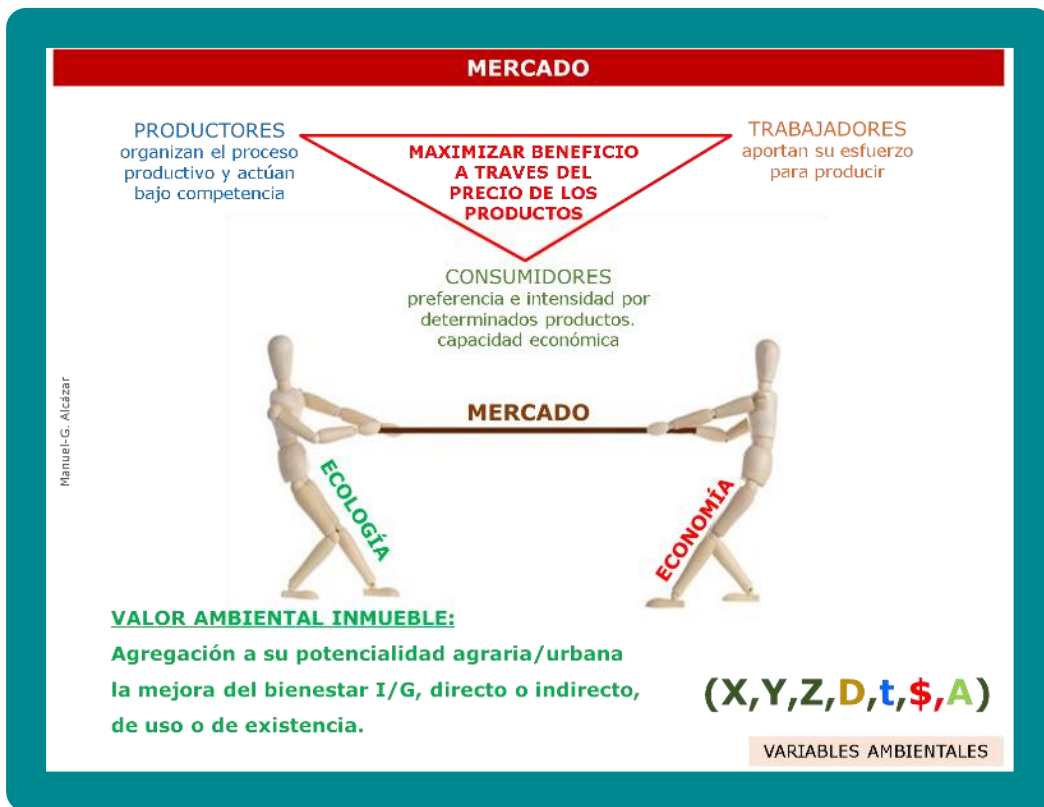 MERCADO
PRODUCTORES
organizan el proceso
productivo y actúan
bajo competencia
MAXIMIZAR BENEFICIO
A TRAVES DEL
PRECIO DE LOS
PRODUCTOS
TRABAJADORES
aportan su esfuerzo
para producir
CONSUMIDORES
preferencia e intensidad por
determinados productos.
capacidad económica
Manuel-G. Alcázar
MERCADO
ECOLOGÍA
ECONOMÍA
VALOR AMBIENTAL INMUEBLE:
Agregación a su potencialidad agraria/urbana
la mejora del bienestar I/G, directo o indirecto,
de uso o de existencia.
(X,Y,Z,D,t,$,A)
VARIABLES AMBIENTALES